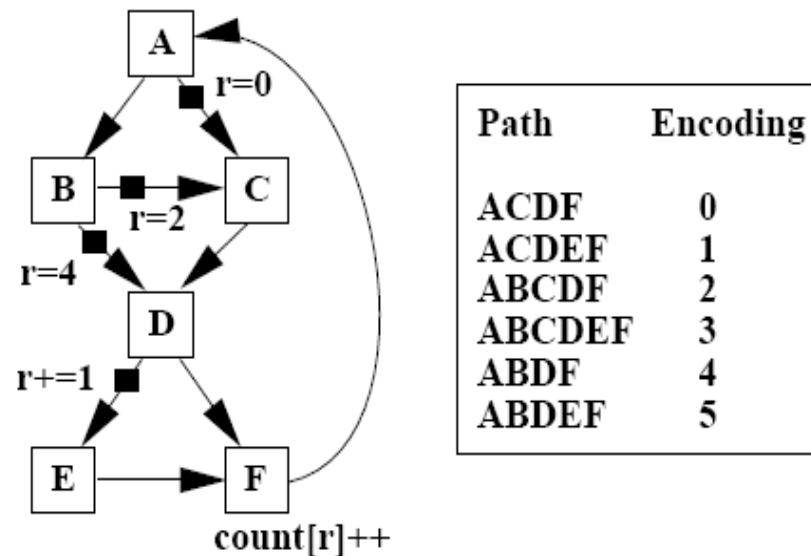 A
r=0
B
C
r=2
r=4
D
r+=1
E
F
count[r]++
Path Encoding
ACDF 0
ACDEF 1
ABCDF 2
ABCDEF 3
ABDF 4
ABDEF 5